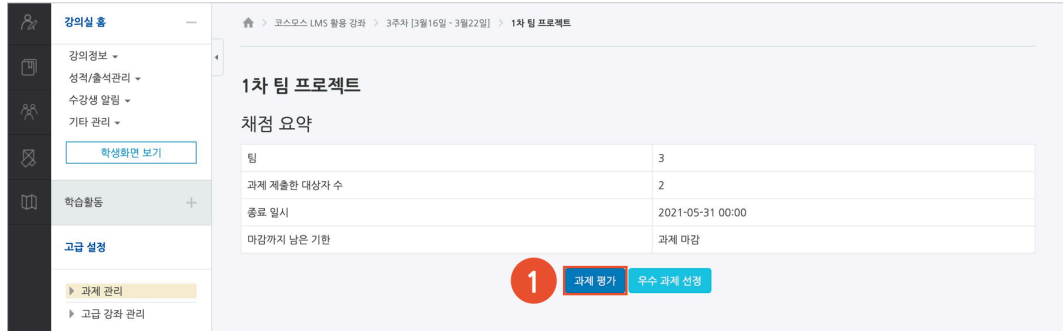 강의실 홈
강의정보
성적/출석관리
수강생 알림
기타 관리
학생화면 보기
학습활동
고급 설정
과제 관리
고급 강좌 관리
코스모스 LMS 활용 강좌 > 3주차 [3월16일 - 3월22일] > 1차 팀 프로젝트
1차 팀 프로젝트
채점 요약
팀 3
과제 제출한 대상자 수 2
종료 일시 2021-05-31 00:00
마감까지 남은 기한 과제 마감
1 과제 평가 우수 과제 선정